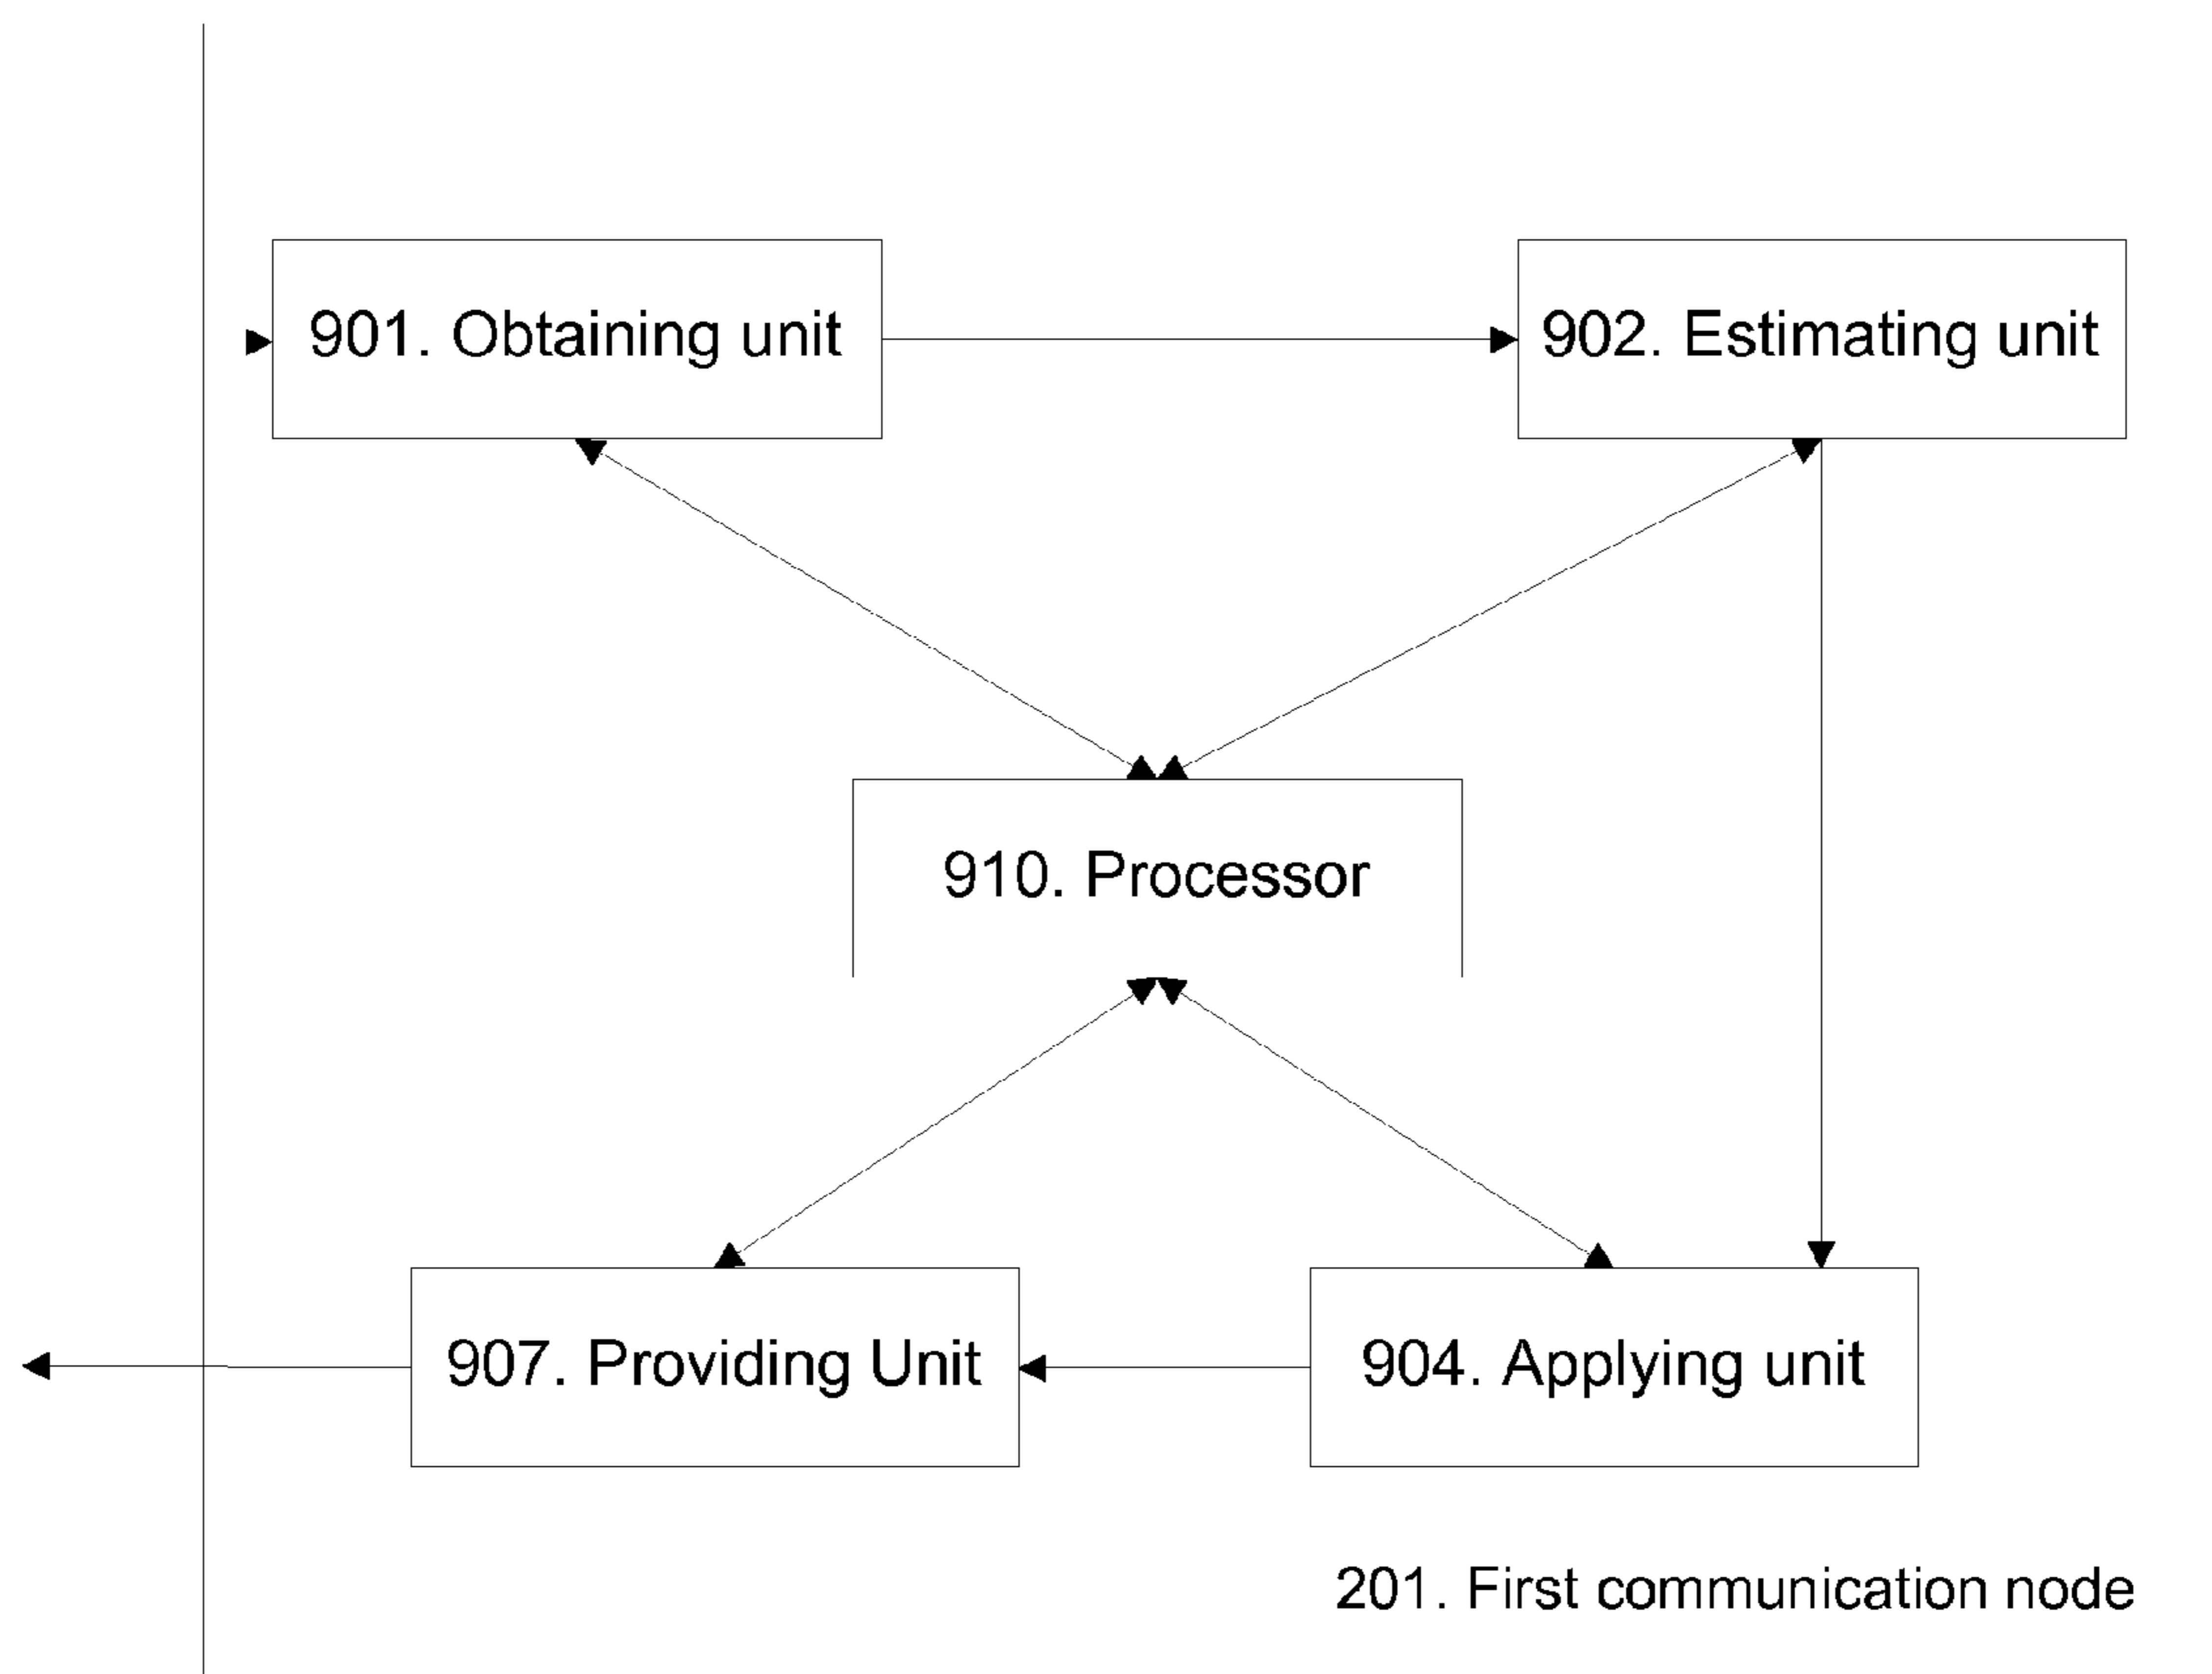 901. Obtaining unit
902. Estimating unit
910. Processor
907. Providing Unit
904. Applying unit
201. First communication node